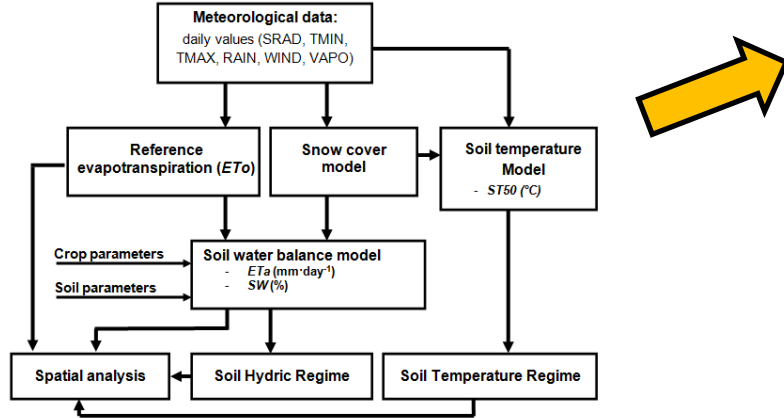 Meteorological data:
daily values (SRAD, TMIN,
TMAX, RAIN, WIND, VAPO)
Reference
evapotranspiration (ETo)
Snow cover
model
Soil temperature
Model
- ST50 (°C)
Crop parameters
Soil parameters
Soil water balance model
- ETa (mm·day⁻¹)
- SW (%)
Spatial analysis
Soil Hydric Regime
Soil Temperature Regime